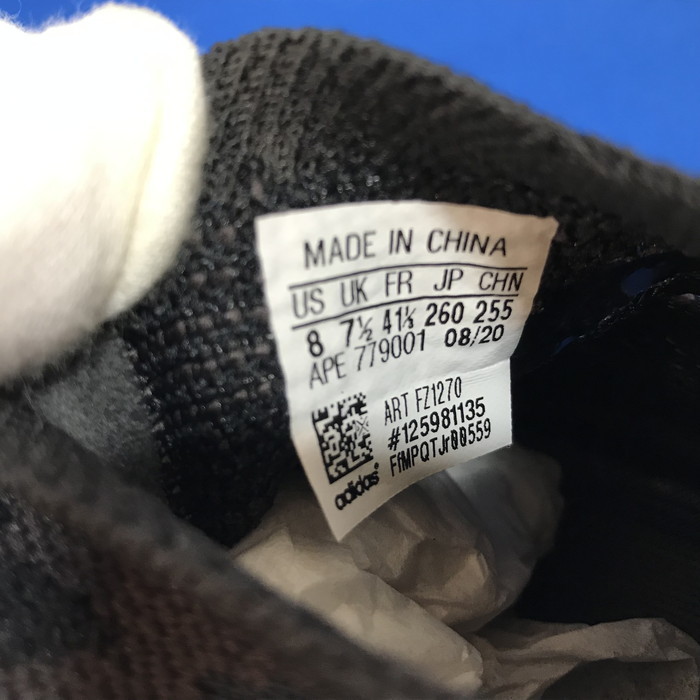 MADE IN CHINA
US UK FR JP CHN
8 7½ 41⅓ 260 255
APE 779001 08/20
ART FZ1270
#125981135
adidas